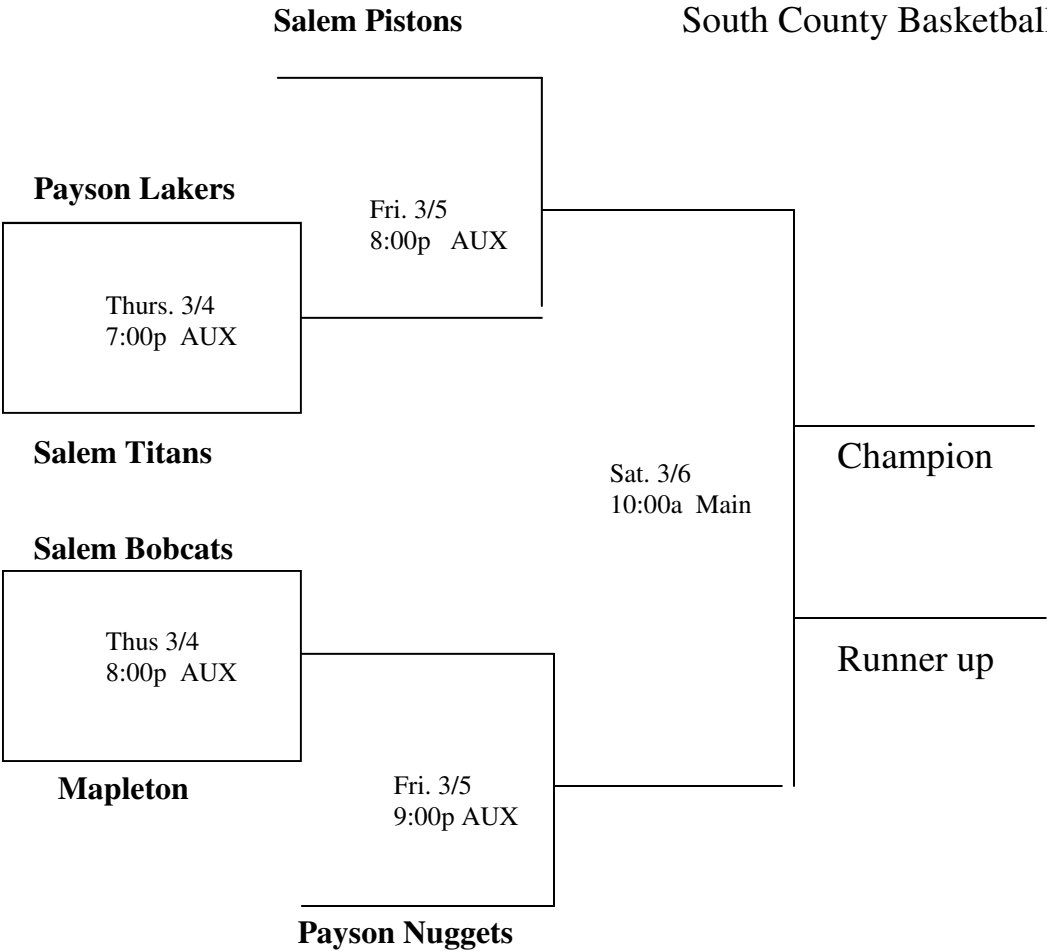 Salem Pistons
South County Basketball
Payson Lakers
Fri. 3/5
8:00p AUX
Thurs. 3/4
7:00p AUX
Salem Titans
Sat. 3/6
10:00a Main
Champion
Salem Bobcats
Thus 3/4
8:00p AUX
Runner up
Mapleton
Fri. 3/5
9:00p AUX
Payson Nuggets